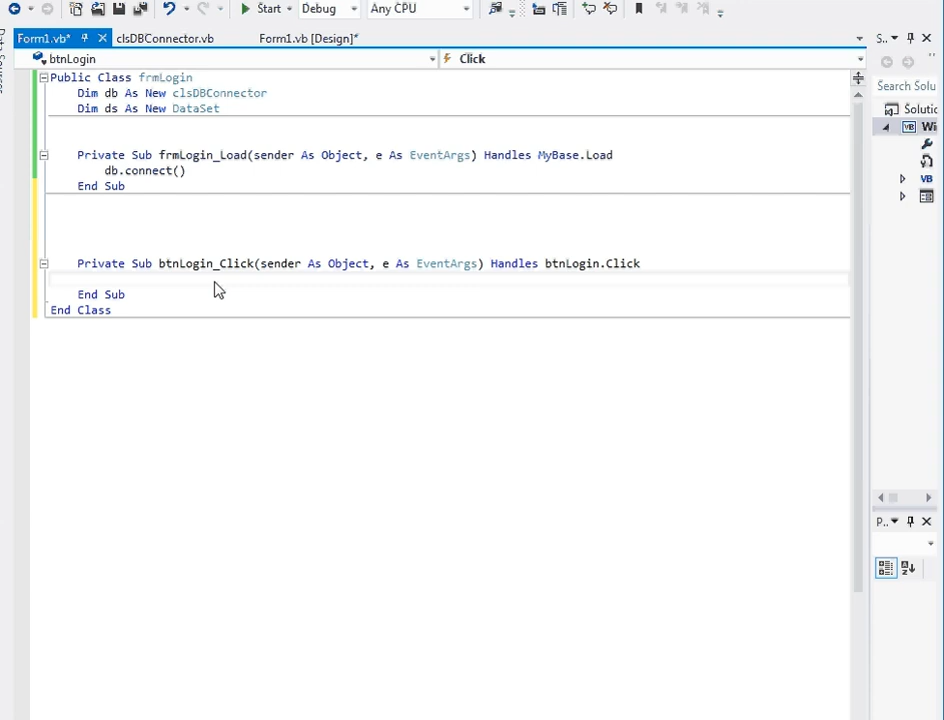 Start Debug Any CPU
Form1.vb* clsDBConnector.vb Form1.vb [Design]* S..
btnLogin Click
Public Class frmLogin
Dim db As New clsDBConnector
Dim ds As New DataSet
Search Solu
Soluti
VB Wi
Private Sub frmLogin_Load(sender As Object, e As EventArgs) Handles MyBase.Load
db.connect()
VB
End Sub
Private Sub btnLogin_Click(sender As Object, e As EventArgs) Handles btnLogin.Click
End Sub
End Class
P..